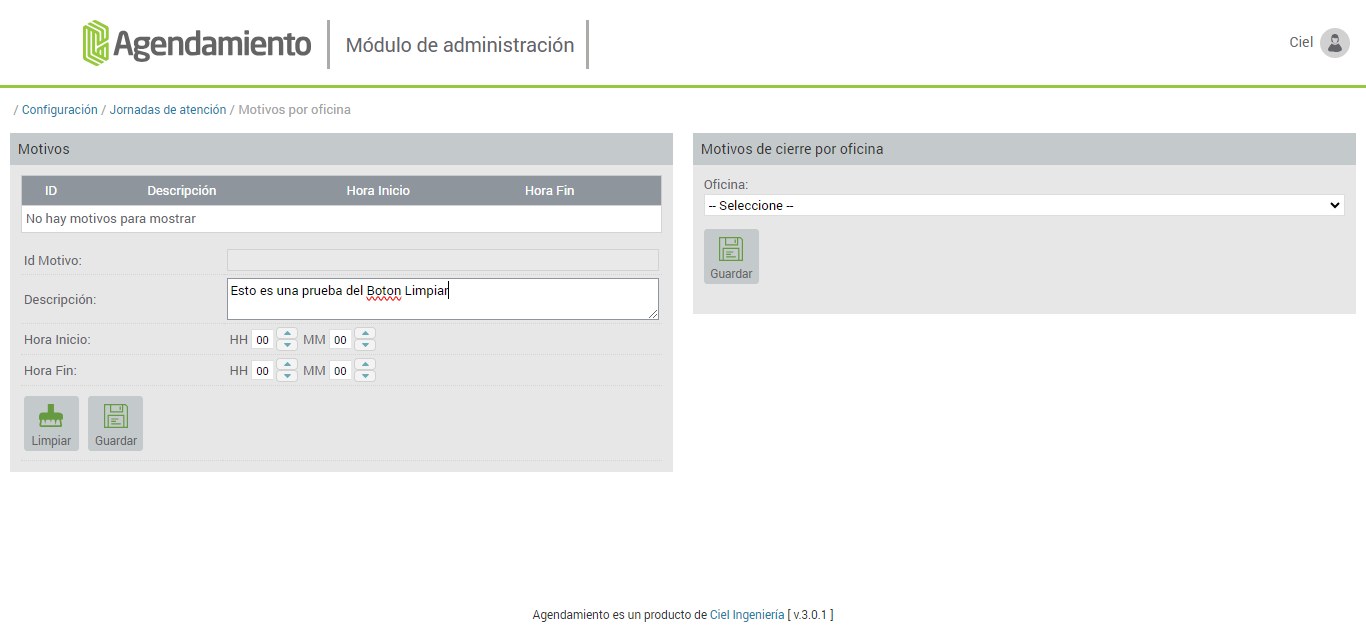 Agendamiento
Módulo de administración
Ciel
/ Configuración / Jornadas de atención / Motivos por oficina
Motivos
ID Descripción Hora Inicio Hora Fin
No hay motivos para mostrar
Id Motivo:
Descripción: Esto es una prueba del Boton Limpiar
Hora Inicio: HH 00 MM 00
Hora Fin: HH 00 MM 00
Limpiar Guardar
Motivos de cierre por oficina
Oficina:
-- Seleccione --
Guardar
Agendamiento es un producto de Ciel Ingeniería [ v.3.0.1 ]